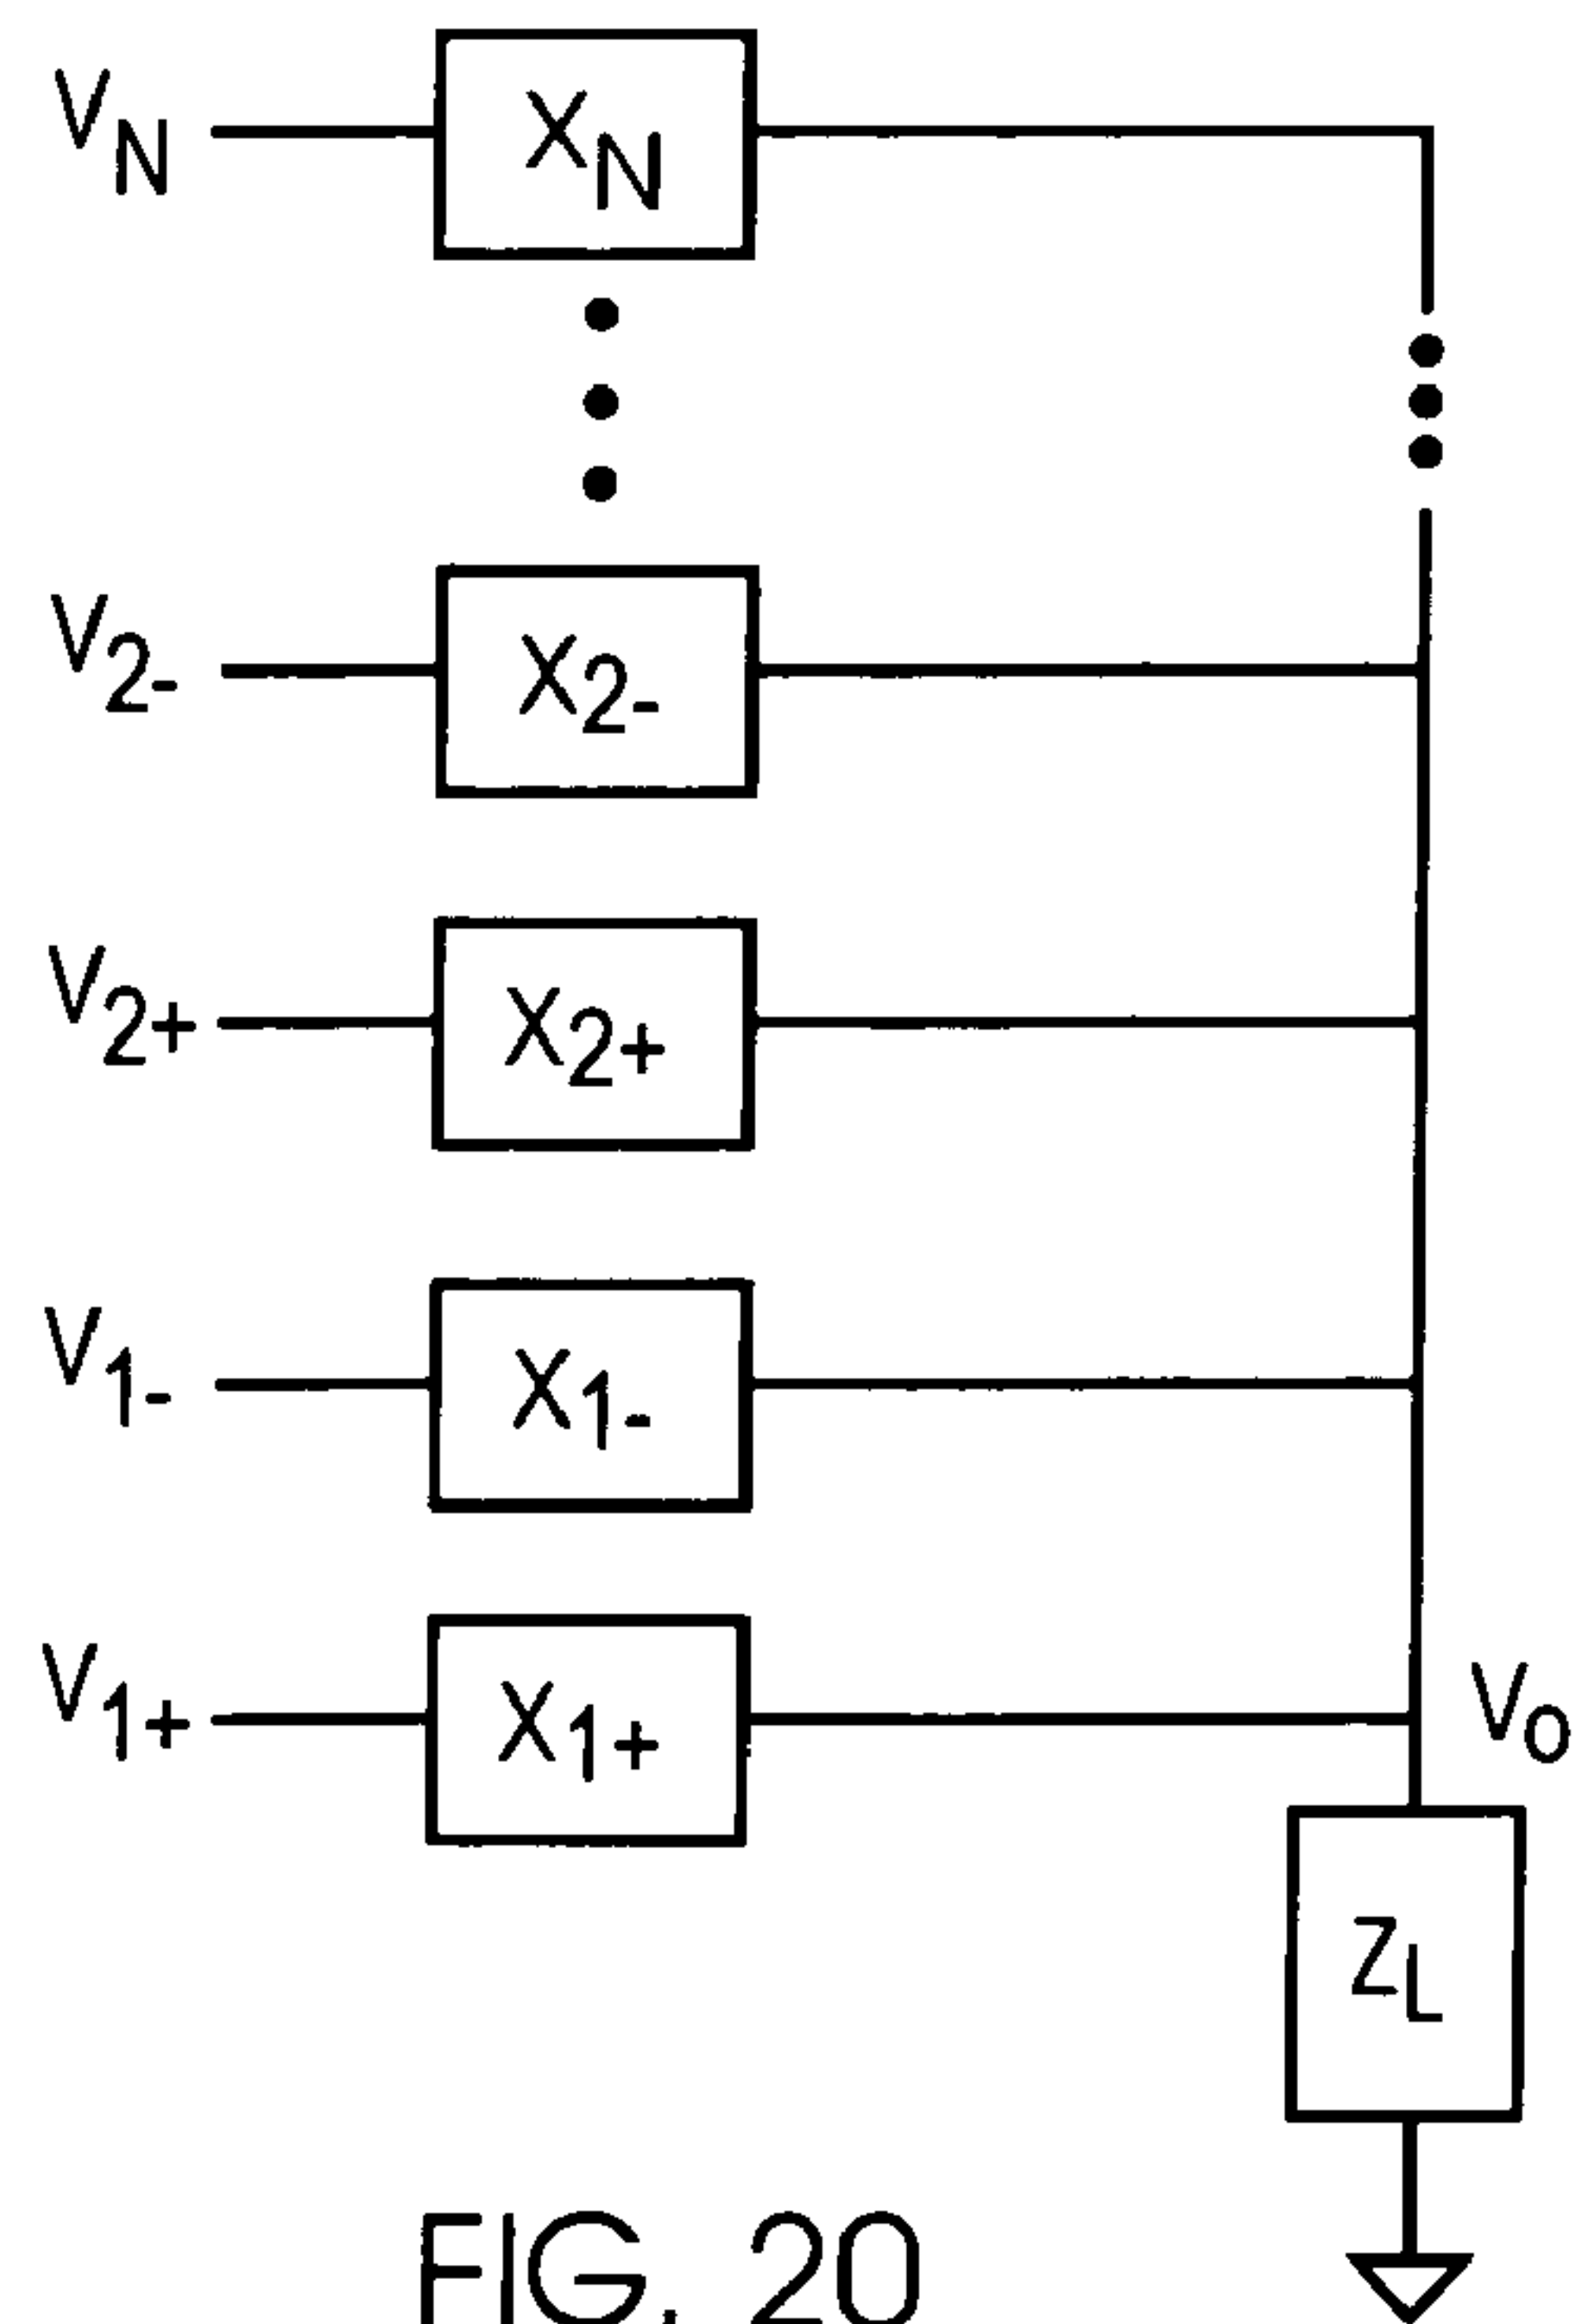 V_N X_N
V_2- X_2-
V_2+ X_2+
V_1- X_1-
V_1+ X_1+ V_O
Z_L
FIG. 20